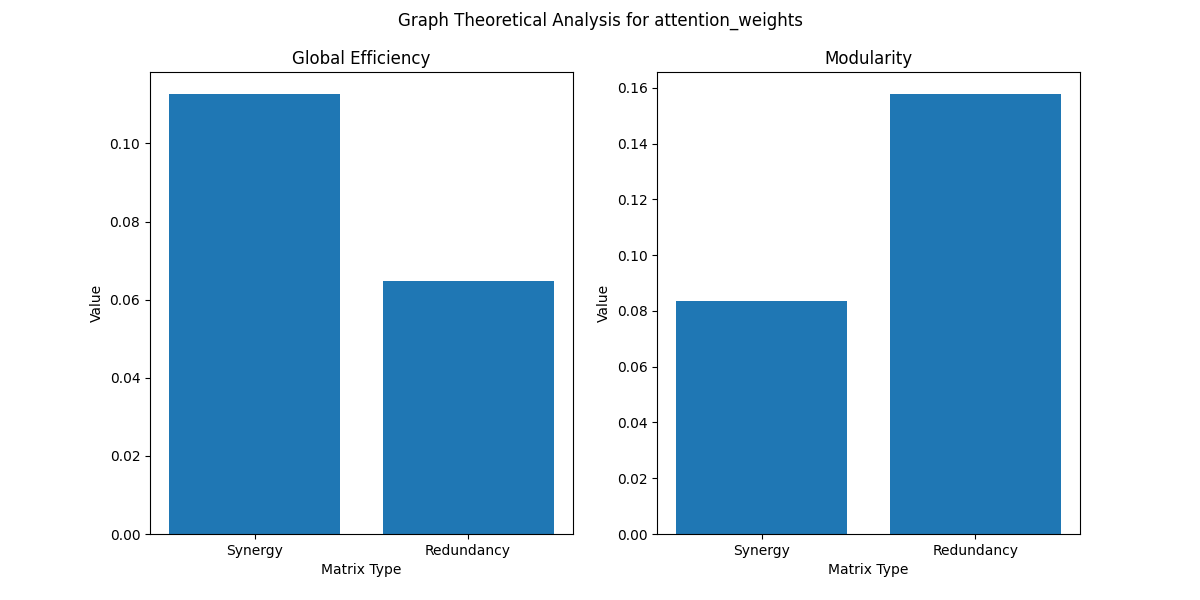 Graph Theoretical Analysis for attention_weights
Global Efficiency
0.10
0.08
0.06
0.04
0.02
0.00
Value
Synergy Redundancy
Matrix Type
Modularity
0.16
0.14
0.12
0.10
0.08
0.06
0.04
0.02
0.00
Value
Synergy Redundancy
Matrix Type